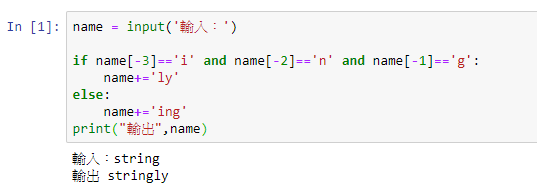 In [1]: name = input('輸入：')
if name[-3]=='i' and name[-2]=='n' and name[-1]=='g':
    name+='ly'
else:
    name+='ing'
print("輸出",name)
輸入：string
輸出 stringly